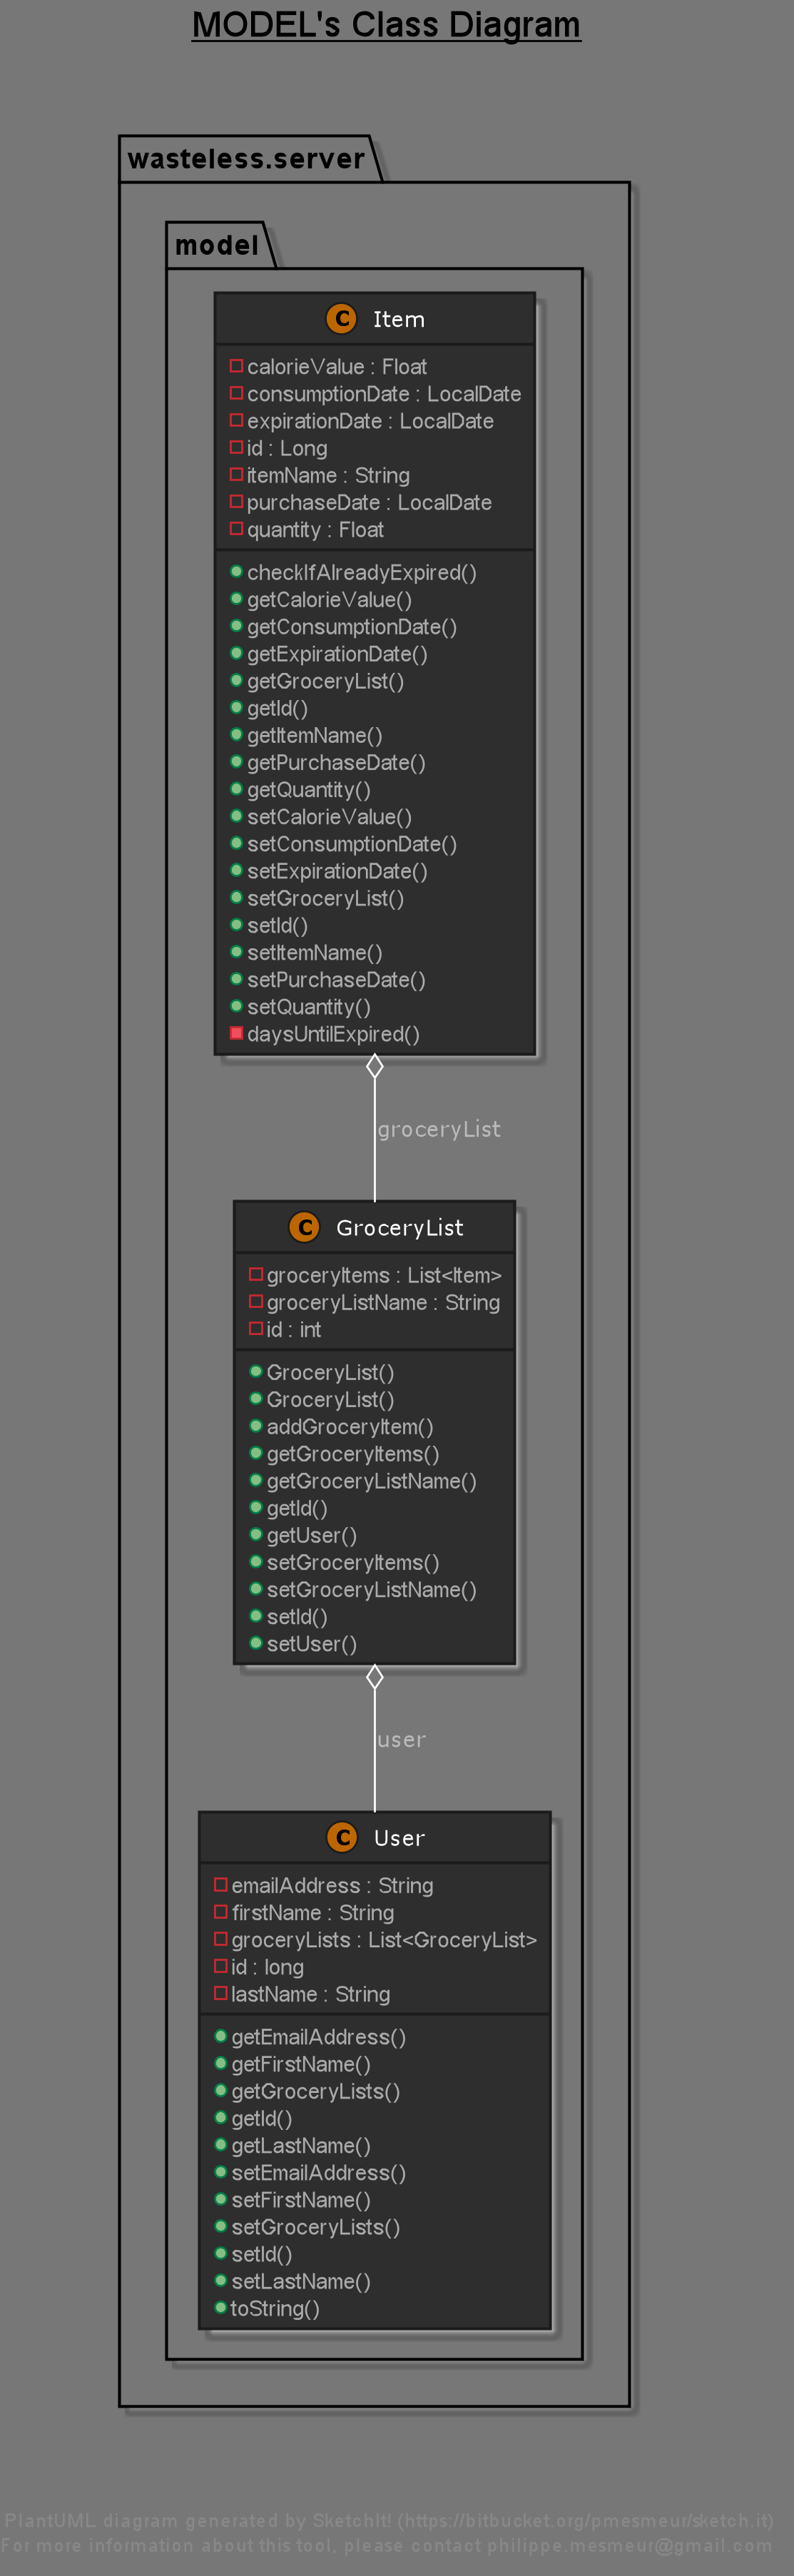 MODEL's Class Diagram
wasteless.server
model
C Item
calorieValue : Float
consumptionDate : LocalDate
expirationDate : LocalDate
id : Long
itemName : String
purchaseDate : LocalDate
quantity : Float
checkIfAlreadyExpired()
getCalorieValue()
getConsumptionDate()
getExpirationDate()
getGroceryList()
getId()
getItemName()
getPurchaseDate()
getQuantity()
setCalorieValue()
setConsumptionDate()
setExpirationDate()
setGroceryList()
setId()
setItemName()
setPurchaseDate()
setQuantity()
daysUntilExpired()
groceryList
C GroceryList
groceryItems : List<Item>
groceryListName : String
id : int
GroceryList()
GroceryList()
addGroceryItem()
getGroceryItems()
getGroceryListName()
getId()
getUser()
setGroceryItems()
setGroceryListName()
setId()
setUser()
user
C User
emailAddress : String
firstName : String
groceryLists : List<GroceryList>
id : long
lastName : String
getEmailAddress()
getFirstName()
getGroceryLists()
getId()
getLastName()
setEmailAddress()
setFirstName()
setGroceryLists()
setId()
setLastName()
toString()
PlantUML diagram generated by SketchIt! (https://bitbucket.org/pmesmeur/sketch.it)
For more information about this tool, please contact philippe.mesmeur@gmail.com